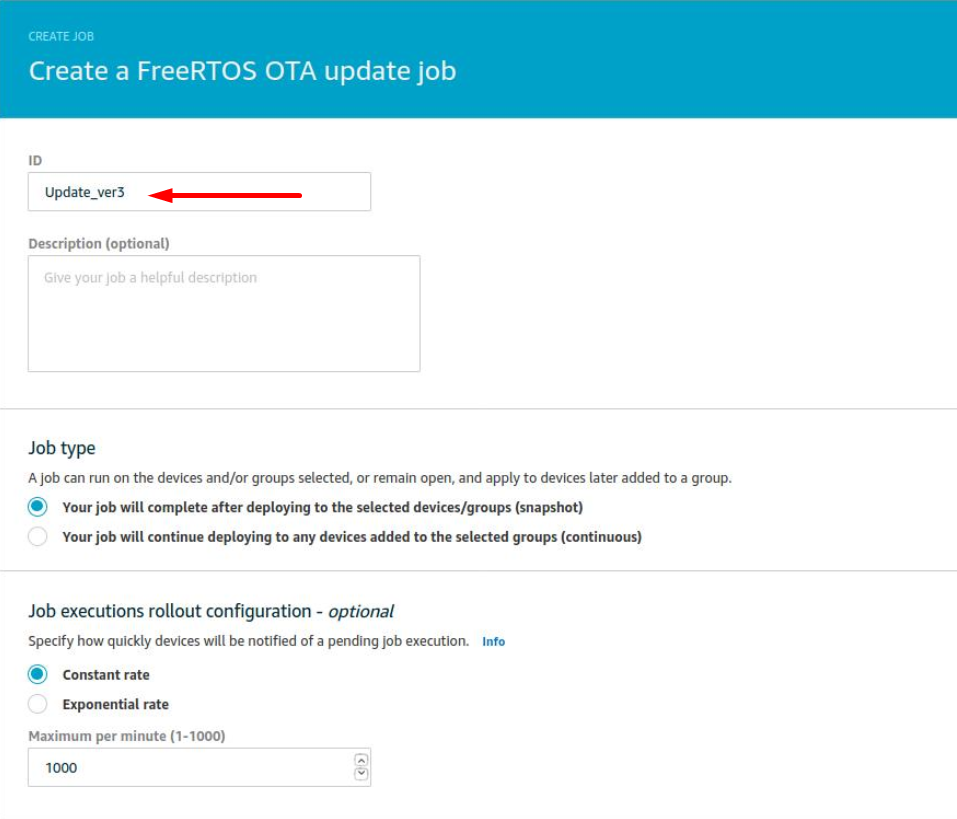 CREATE JOB
Create a FreeRTOS OTA update job
ID
Update_ver3
Description (optional)
Give your job a helpful description
Job type
A job can run on the devices and/or groups selected, or remain open, and apply to devices later added to a group.
Your job will complete after deploying to the selected devices/groups (snapshot)
Your job will continue deploying to any devices added to the selected groups (continuous)
Job executions rollout configuration - optional
Specify how quickly devices will be notified of a pending job execution. Info
Constant rate
Exponential rate
Maximum per minute (1-1000)
1000